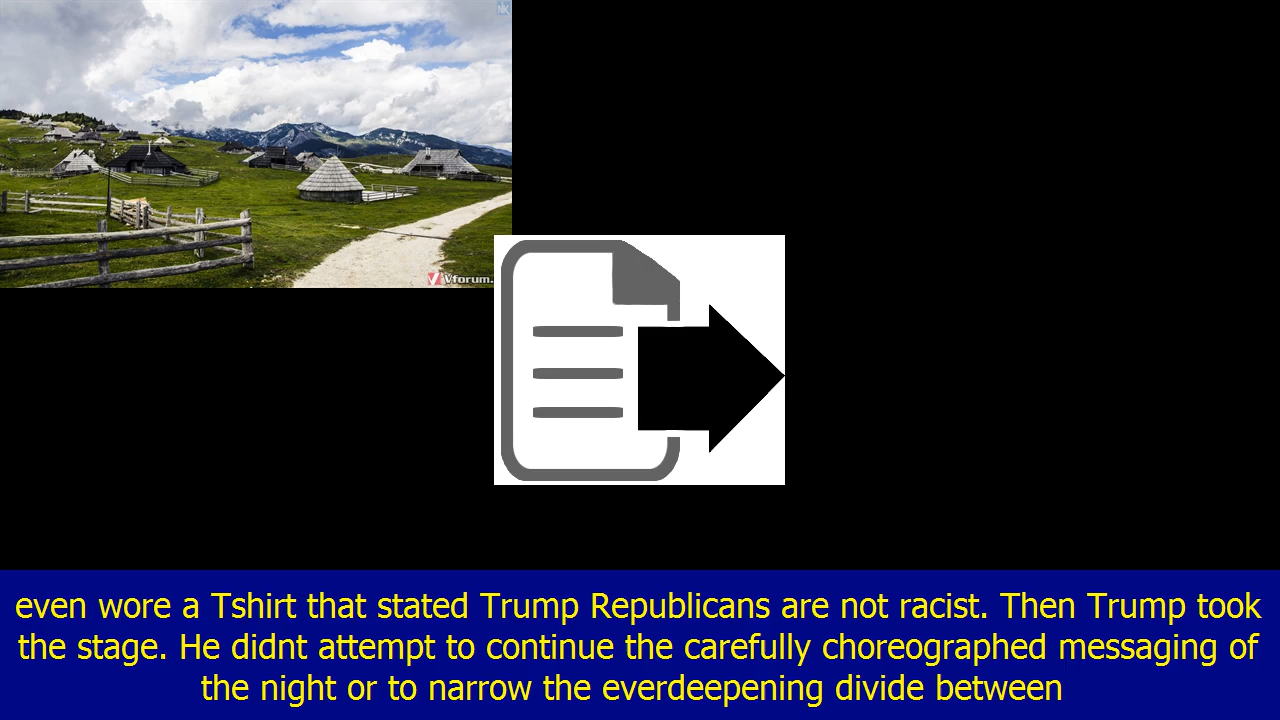 Vforum.
even wore a Tshirt that stated Trump Republicans are not racist. Then Trump took
the stage. He didnt attempt to continue the carefully choreographed messaging of
the night or to narrow the everdeepening divide between